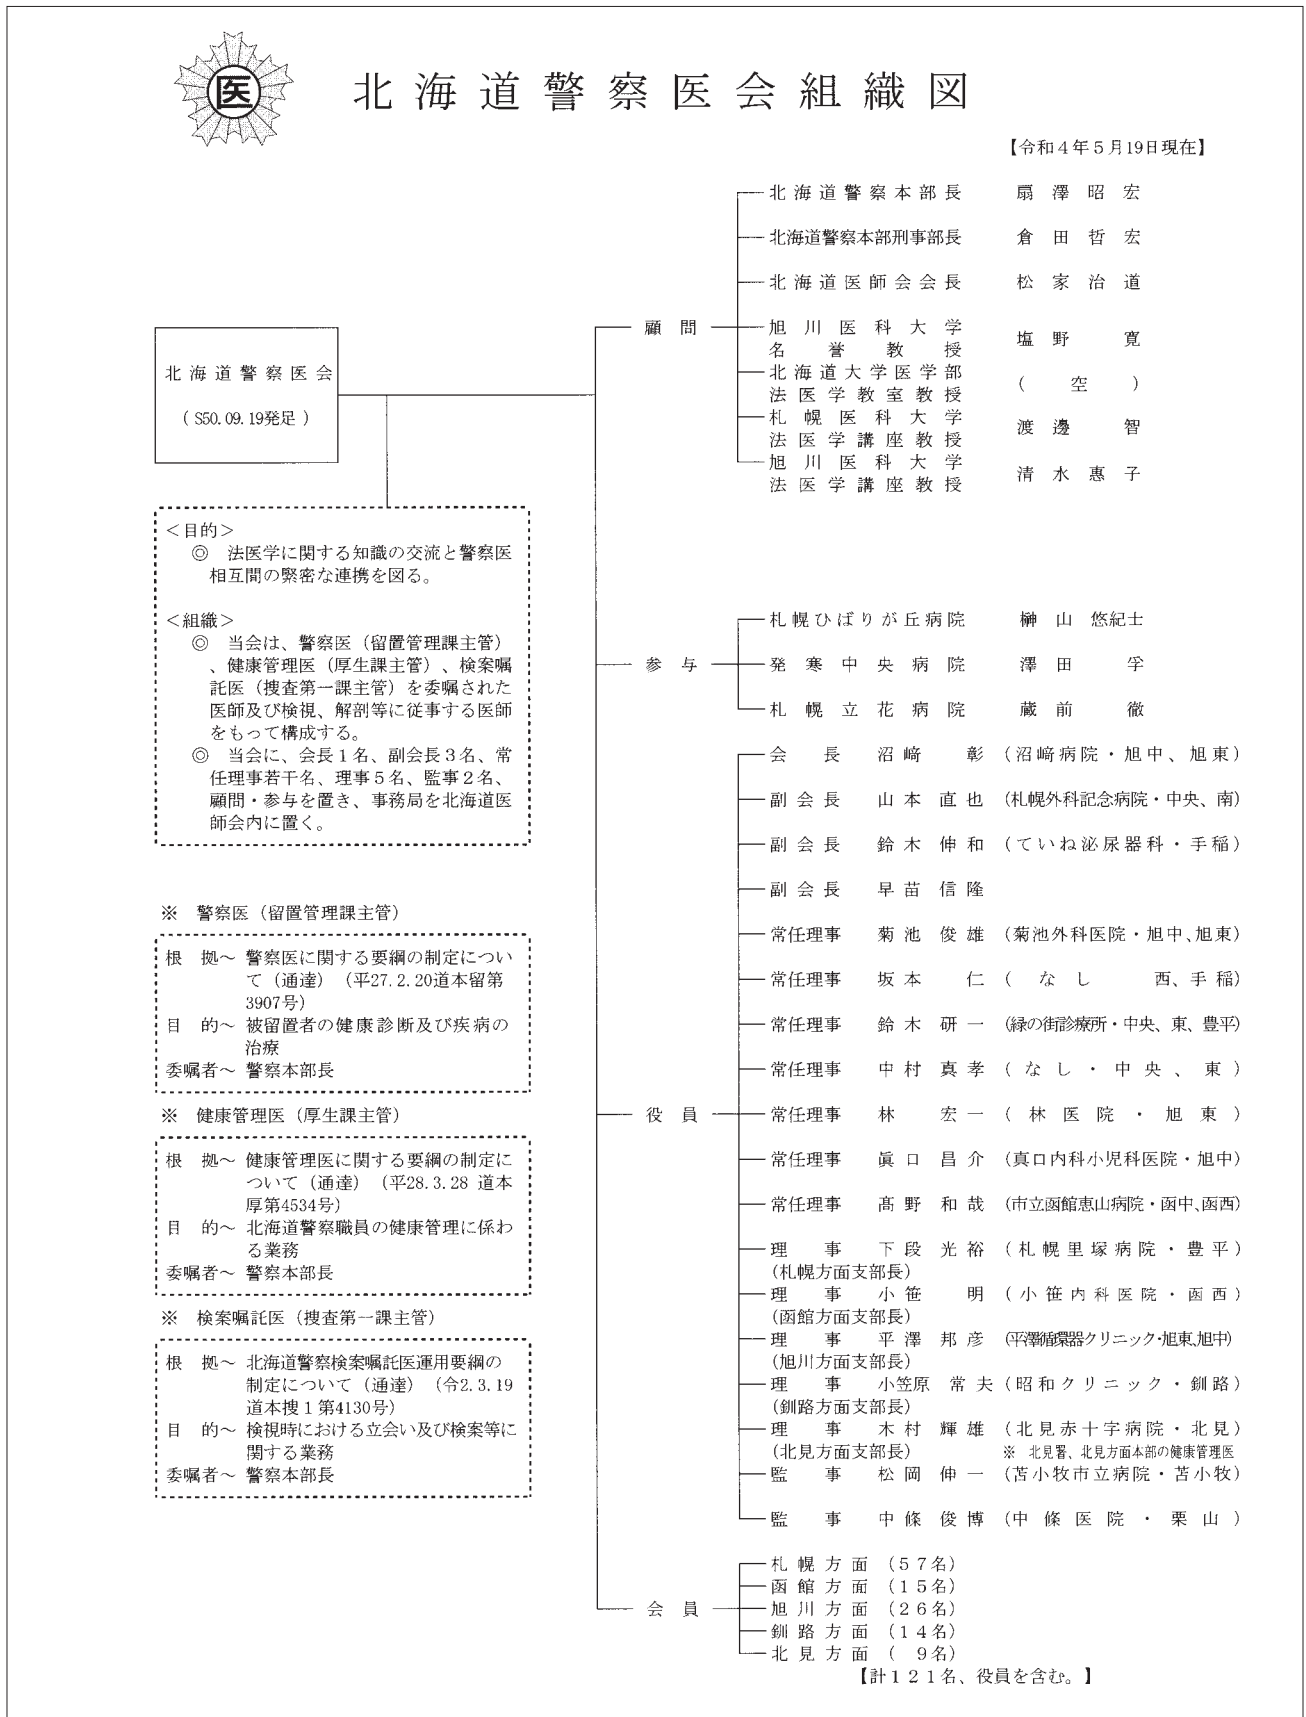 医
北海道警察医会組織図
【令和４年５月19日現在】
北海道警察本部長 扇澤昭宏
北海道警察本部刑事部長 倉田哲宏
北海道医師会会長 松家治道
顧問
旭川医科大学
名誉教授
塩野寛
北海道大学医学部
法医学教室教授
（空）
札幌医科大学
法医学講座教授
渡邊智
旭川医科大学
法医学講座教授
清水惠子
北海道警察医会
（S50.09.19発足）
＜目的＞
◎ 法医学に関する知識の交流と警察医
相互間の緊密な連携を図る。
＜組織＞
◎ 当会は、警察医（留置管理課主管）
、健康管理医（厚生課主管）、検案嘱
託医（捜査第一課主管）を委嘱された
医師及び検視、解剖等に従事する医師
をもって構成する。
◎ 当会に、会長１名、副会長３名、常
任理事若干名、理事５名、監事２名、
顧問・参与を置き、事務局を北海道医
師会内に置く。
※ 警察医（留置管理課主管）
根拠～ 警察医に関する要綱の制定につい
て（通達）（平27.2.20道本留第
3907号）
目的～ 被留置者の健康診断及び疾病の
治療
委嘱者～ 警察本部長
※ 健康管理医（厚生課主管）
根拠～ 健康管理医に関する要綱の制定に
ついて（通達）（平28.3.28 道本
厚第4534号）
目的～ 北海道警察職員の健康管理に係わ
る業務
委嘱者～ 警察本部長
※ 検案嘱託医（捜査第一課主管）
根拠～ 北海道警察検案嘱託医運用要綱の
制定について（通達）（令2.3.19
道本捜１第4130号）
目的～ 検視時における立会い及び検案等に
関する業務
委嘱者～ 警察本部長
札幌ひばりが丘病院 榊山悠紀士
参与
発寒中央病院 澤田孚
札幌立花病院 蔵前徹
会長 沼﨑彰（沼﨑病院・旭中、旭東）
副会長 山本直也（札幌外科記念病院・中央、南）
副会長 鈴木伸和（ていね泌尿器科・手稲）
副会長 早苗信隆
常任理事 菊池俊雄（菊池外科医院・旭中、旭東）
常任理事 坂本仁（なし 西、手稲）
常任理事 鈴木研一（緑の街診療所・中央、東、豊平）
常任理事 中村真孝（なし・中央、東）
役員
常任理事 林宏一（林医院・旭東）
常任理事 眞口昌介（真口内科小児科医院・旭中）
常任理事 髙野和哉（市立函館恵山病院・函中、函西）
理事 下段光裕（札幌里塚病院・豊平）
（札幌方面支部長）
理事 小笹明（小笹内科医院・函西）
（函館方面支部長）
理事 平澤邦彦（平澤循環器クリニック・旭東、旭中）
（旭川方面支部長）
理事 小笠原常夫（昭和クリニック・釧路）
（釧路方面支部長）
理事 木村輝雄（北見赤十字病院・北見）
（北見方面支部長） ※ 北見署、北見方面本部の健康管理医
監事 松岡伸一（苫小牧市立病院・苫小牧）
監事 中條俊博（中條医院・栗山）
札幌方面（５７名）
函館方面（１５名）
会員
旭川方面（２６名）
釧路方面（１４名）
北見方面（９名）
【計１２１名、役員を含む。】